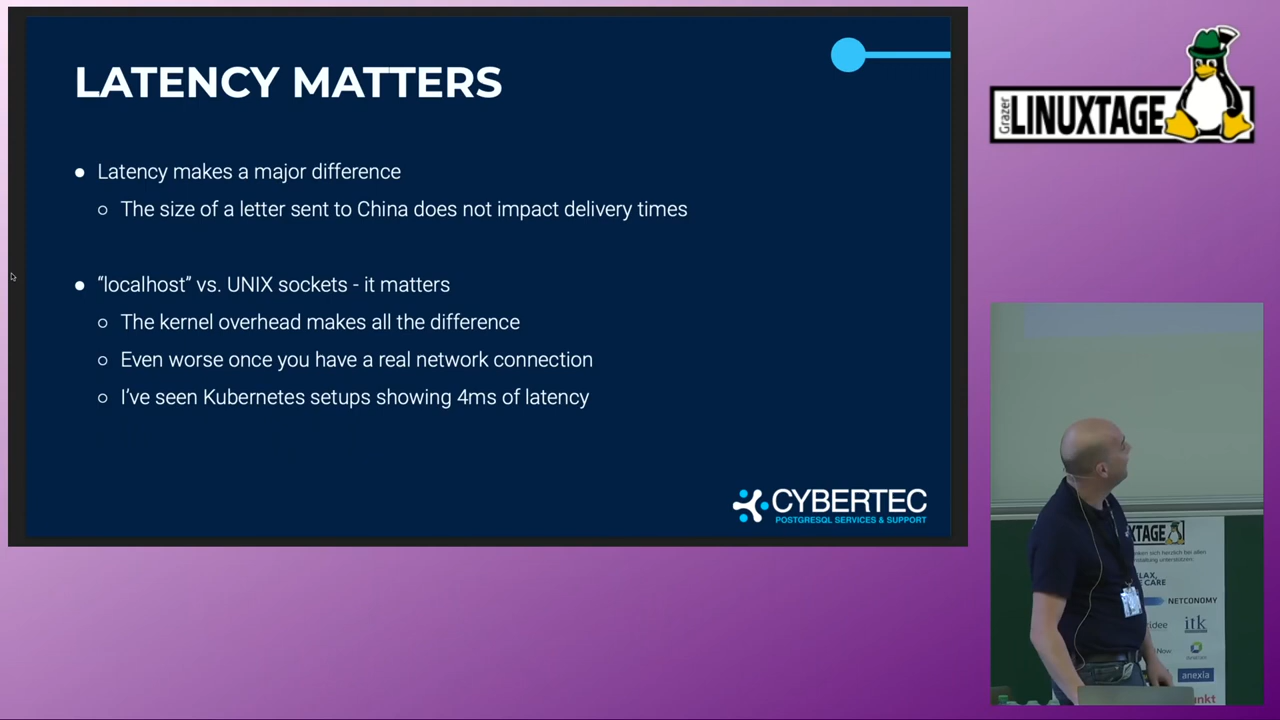 LATENCY MATTERS
● Latency makes a major difference
○ The size of a letter sent to China does not impact delivery times
● “localhost” vs. UNIX sockets - it matters
○ The kernel overhead makes all the difference
○ Even worse once you have a real network connection
○ I’ve seen Kubernetes setups showing 4ms of latency
CYBERTEC
POSTGRESQL SERVICES & SUPPORT
Grazer
LINUXTAGE
XTAGE
NETCONOMY
itk
anexia